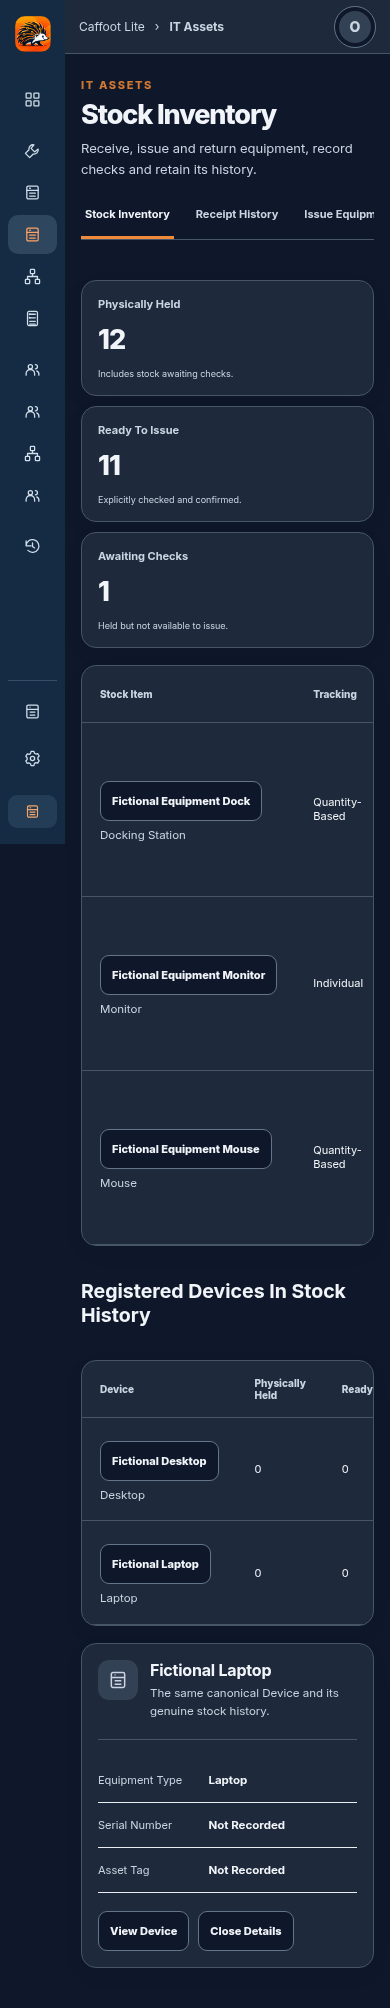 Caffoot Lite › IT Assets
O
IT ASSETS
Stock Inventory
Receive, issue and return equipment, record
checks and retain its history.
Stock Inventory Receipt History Issue Equipm
Physically Held
12
Includes stock awaiting checks.
Ready To Issue
11
Explicitly checked and confirmed.
Awaiting Checks
1
Held but not available to issue.
Stock Item Tracking
Fictional Equipment Dock
Docking Station
Quantity-
Based
Fictional Equipment Monitor
Monitor
Individual
Fictional Equipment Mouse
Mouse
Quantity-
Based
Registered Devices In Stock
History
Device
Physically
Held
Ready
Fictional Desktop
Desktop
0 0
Fictional Laptop
Laptop
0 0
Fictional Laptop
The same canonical Device and its
genuine stock history.
Equipment Type Laptop
Serial Number Not Recorded
Asset Tag Not Recorded
View Device Close Details